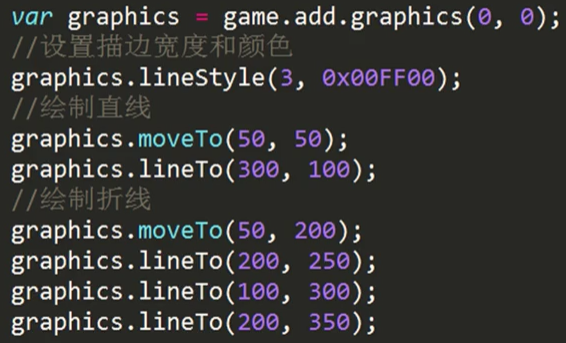 var graphics = game.add.graphics(0, 0);
//设置描边宽度和颜色
graphics.lineStyle(3, 0x00FF00);
//绘制直线
graphics.moveTo(50, 50);
graphics.lineTo(300, 100);
//绘制折线
graphics.moveTo(50, 200);
graphics.lineTo(200, 250);
graphics.lineTo(100, 300);
graphics.lineTo(200, 350);